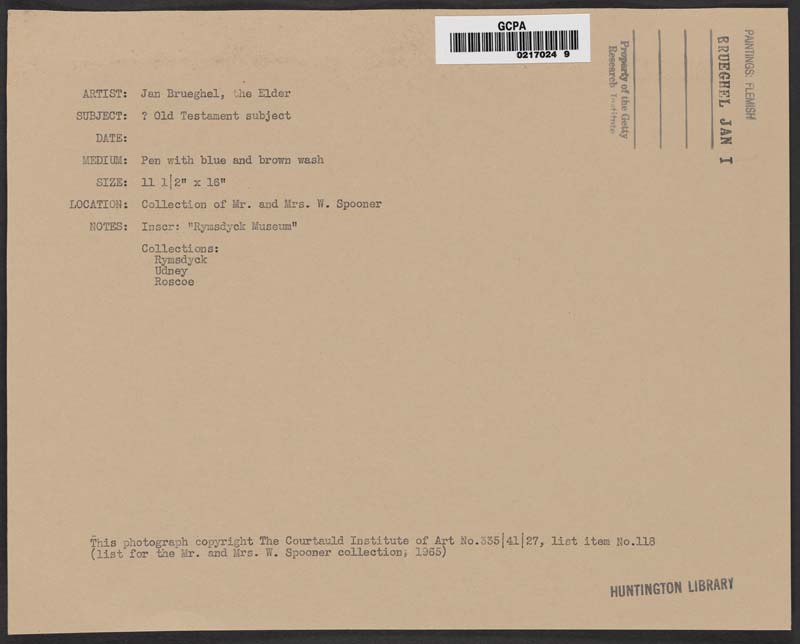 GCPA
0217024 9
PAINTINGS: FLEMISH
BRUEGHEL JAN I
Property of the Getty
Research Institute
ARTIST: Jan Brueghel, the Elder
SUBJECT: ? Old Testament subject
DATE:
MEDIUM: Pen with blue and brown wash
SIZE: 11 1|2" x 16"
LOCATION: Collection of Mr. and Mrs. W. Spooner
NOTES: Inscr: "Rymsdyck Museum"
Collections:
Rymsdyck
Udney
Roscoe
This photograph copyright The Courtauld Institute of Art No.335|41|27, list item No.118
(list for the Mr. and Mrs. W. Spooner collection, 1965)
HUNTINGTON LIBRARY